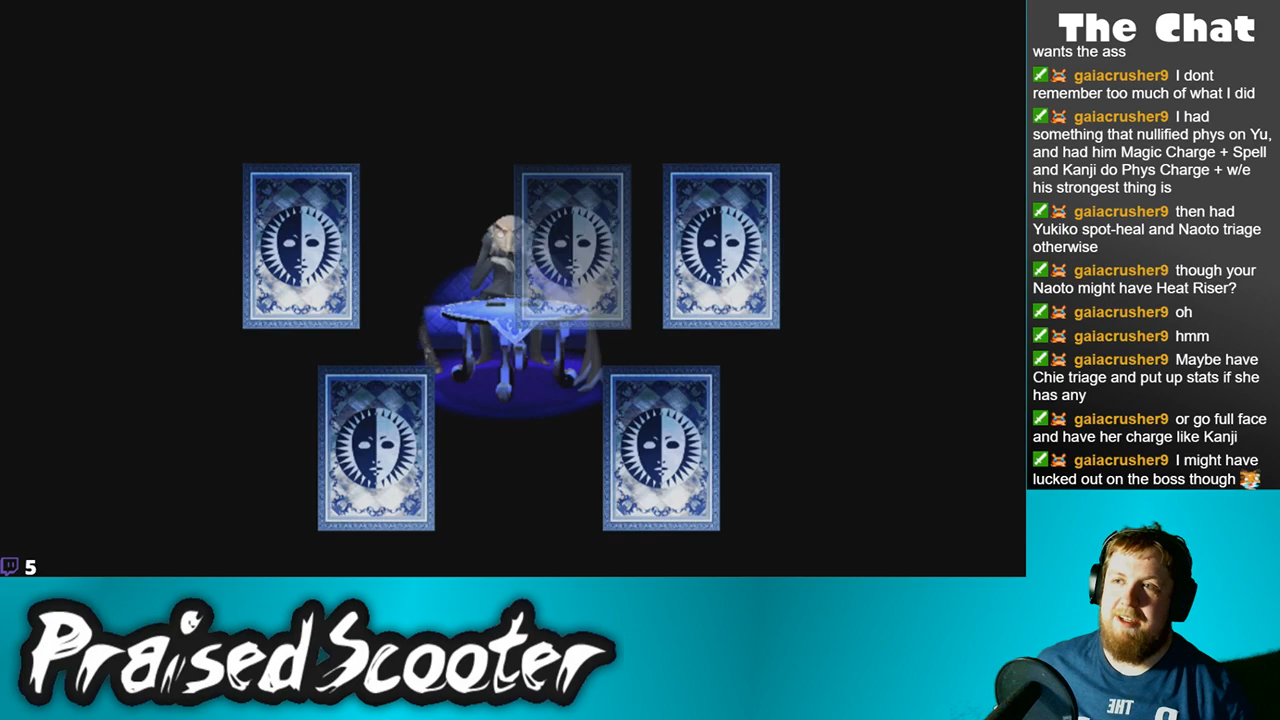 The Chat
wants the ass
gaiacrusher9 I dont
remember too much of what I did
gaiacrusher9 I had
something that nullified phys on Yu,
and had him Magic Charge + Spell
and Kanji do Phys Charge + w/e
his strongest thing is
gaiacrusher9 then had
Yukiko spot-heal and Naoto triage
otherwise
gaiacrusher9 though your
Naoto might have Heat Riser?
gaiacrusher9 oh
gaiacrusher9 hmm
gaiacrusher9 Maybe have
Chie triage and put up stats if she
has any
gaiacrusher9 or go full face
and have her charge like Kanji
gaiacrusher9 I might have
lucked out on the boss though
5
PraisedScooter
THE